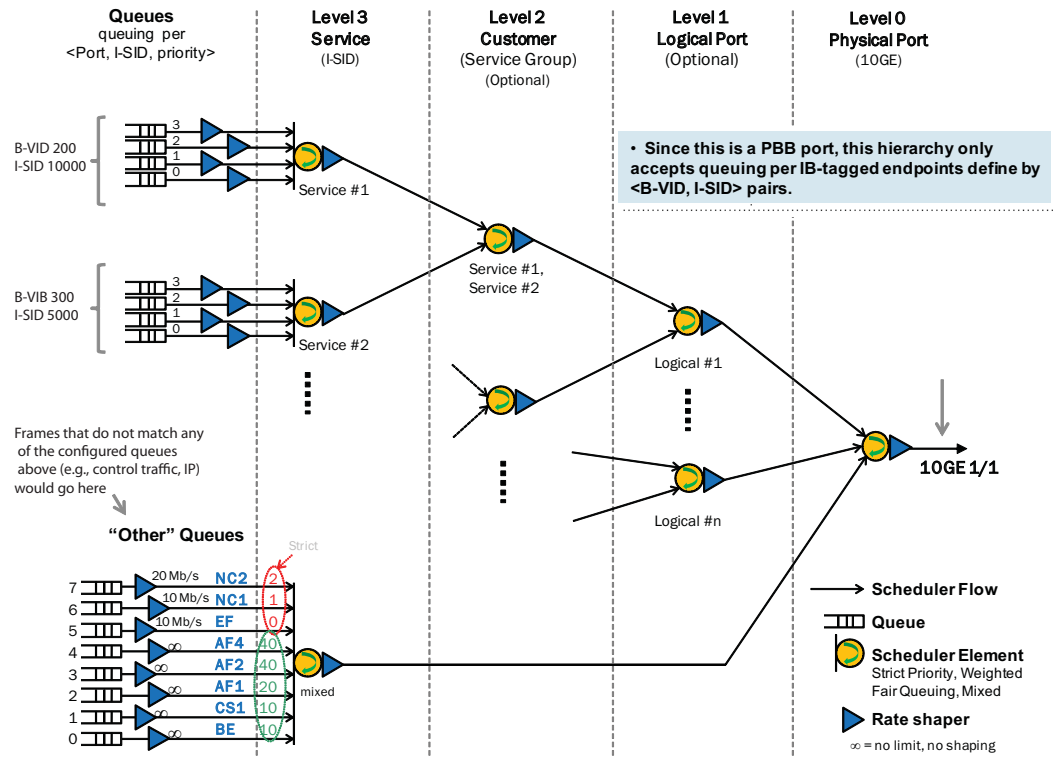 Queues
queuing per
<Port, I-SID, priority>
Level 3
Service
(I-SID)
Level 2
Customer
(Service Group)
(Optional)
Level 1
Logical Port
(Optional)
Level 0
Physical Port
(10GE)
B-VID 200
I-SID 10000
3
2
1
0
Service #1
• Since this is a PBB port, this hierarchy only
accepts queuing per IB-tagged endpoints define by
<B-VID, I-SID> pairs.
Service #1,
Service #2
B-VIB 300
I-SID 5000
3
2
1
0
Service #2
Logical #1
Frames that do not match any
of the configured queues
above (e.g., control traffic, IP)
would go here
10GE 1/1
Logical #n
"Other" Queues
Strict
7 20 Mb/s NC2 2
6 10 Mb/s NC1 1
5 10 Mb/s EF 0
4 ∞ AF4 40
3 ∞ AF2 40
2 ∞ AF1 20
1 ∞ CS1 10
0 ∞ BE 10
mixed
Scheduler Flow
Queue
Scheduler Element
Strict Priority, Weighted
Fair Queuing, Mixed
Rate shaper
∞ = no limit, no shaping